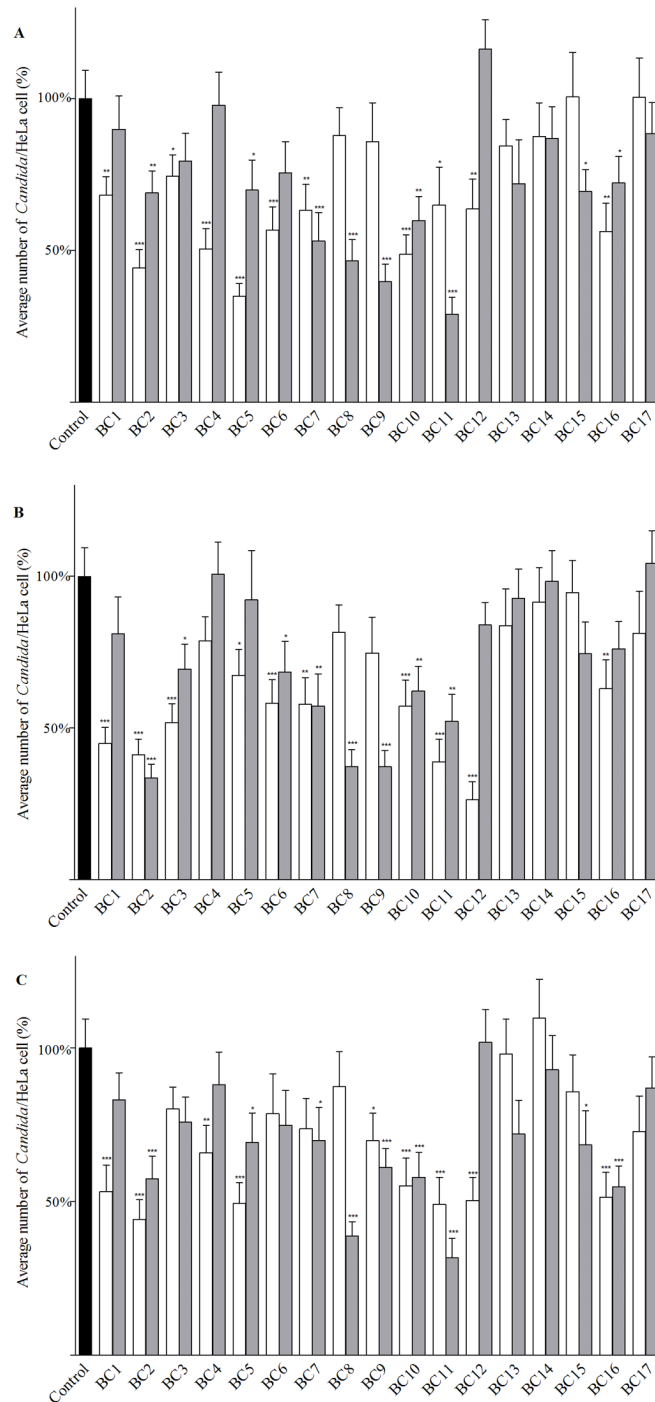 A
Average number of Candida/HeLa cell (%)
100%
50%
** *** ** * *** *** * *** ** *** *** *** *** ** * *** ** * ** *
Control BC1 BC2 BC3 BC4 BC5 BC6 BC7 BC8 BC9 BC10 BC11 BC12 BC13 BC14 BC15 BC16 BC17
B
Average number of Candida/HeLa cell (%)
100%
50%
*** *** *** *** * * *** * ** ** *** *** *** ** *** ** *** **
Control BC1 BC2 BC3 BC4 BC5 BC6 BC7 BC8 BC9 BC10 BC11 BC12 BC13 BC14 BC15 BC16 BC17
C
Average number of Candida/HeLa cell (%)
100%
50%
*** *** *** ** *** * * *** * *** *** *** *** *** *** * *** ***
Control BC1 BC2 BC3 BC4 BC5 BC6 BC7 BC8 BC9 BC10 BC11 BC12 BC13 BC14 BC15 BC16 BC17